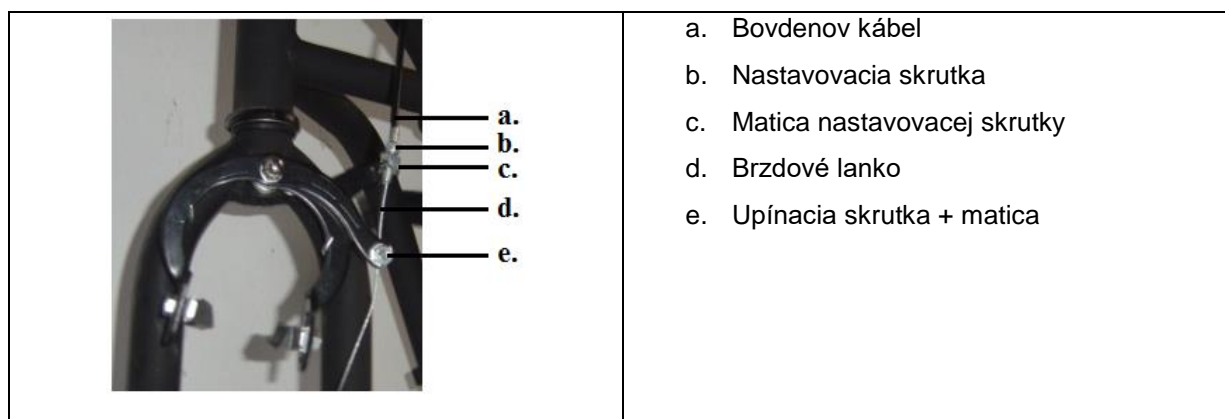 a.
b.
c.
d.
e.
a. Bovdenov kábel
b. Nastavovacia skrutka
c. Matica nastavovacej skrutky
d. Brzdové lanko
e. Upínacia skrutka + matica